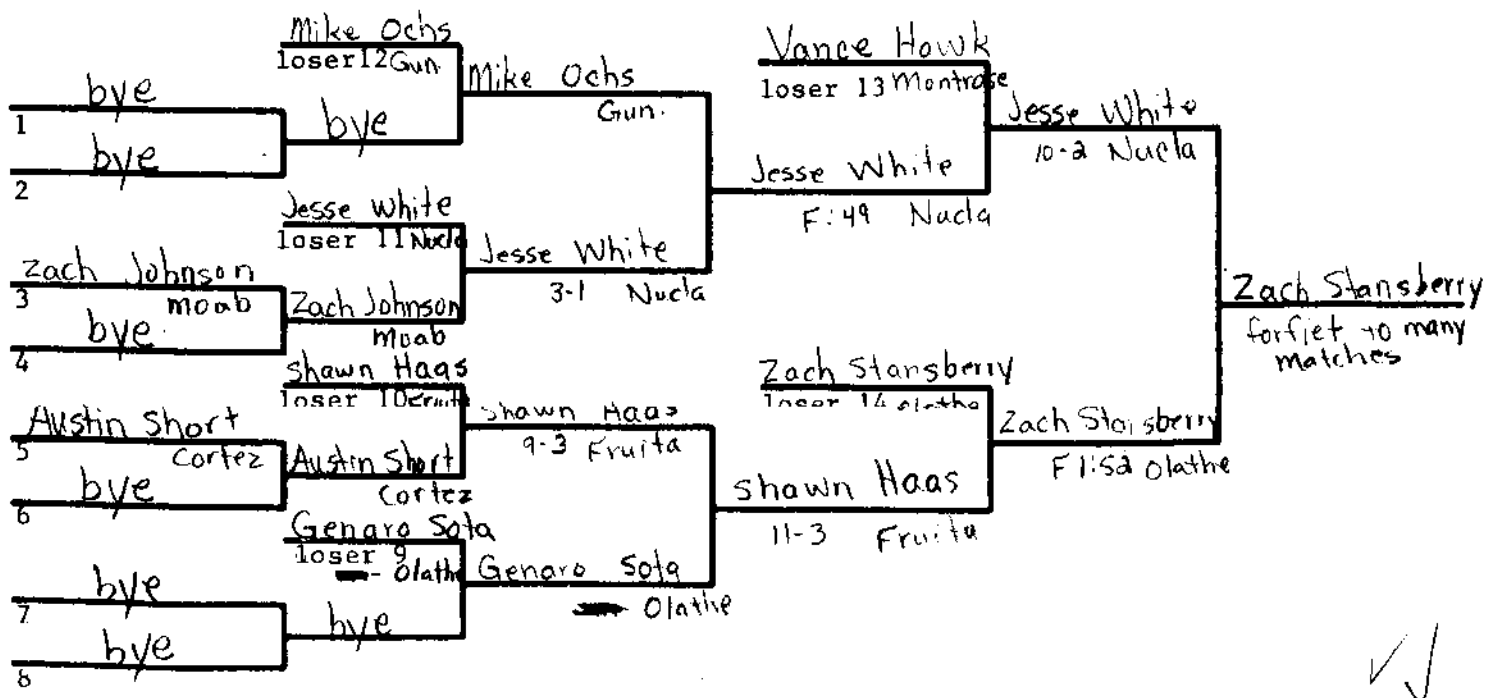 Mike Ochs
loser 12 Gun.
bye
1
bye
2
bye
Mike Ochs
Gun.
Jesse White
loser 11 Nucla
Zach Johnson
3
moab
bye
4
Zach Johnson
Moab
Jesse White
3-1 Nucla
Vance Howk
loser 13 Montrose
Jesse White
F:49 Nucla
Jesse White
10-2 Nucla
Shawn Haas
loser 10 Fruita
Austin Short
5
Cortez
bye
6
Austin Short
Cortez
Shawn Haas
9-3 Fruita
Genaro Sota
loser 9
- Olathe
bye
7
bye
8
bye
Genaro Sota
Olathe
Shawn Haas
11-3 Fruita
Zach Stansberry
loser 14 Olathe
Zach Stansberry
F 1:52 Olathe
Zach Stansberry
forfiet to many
matches